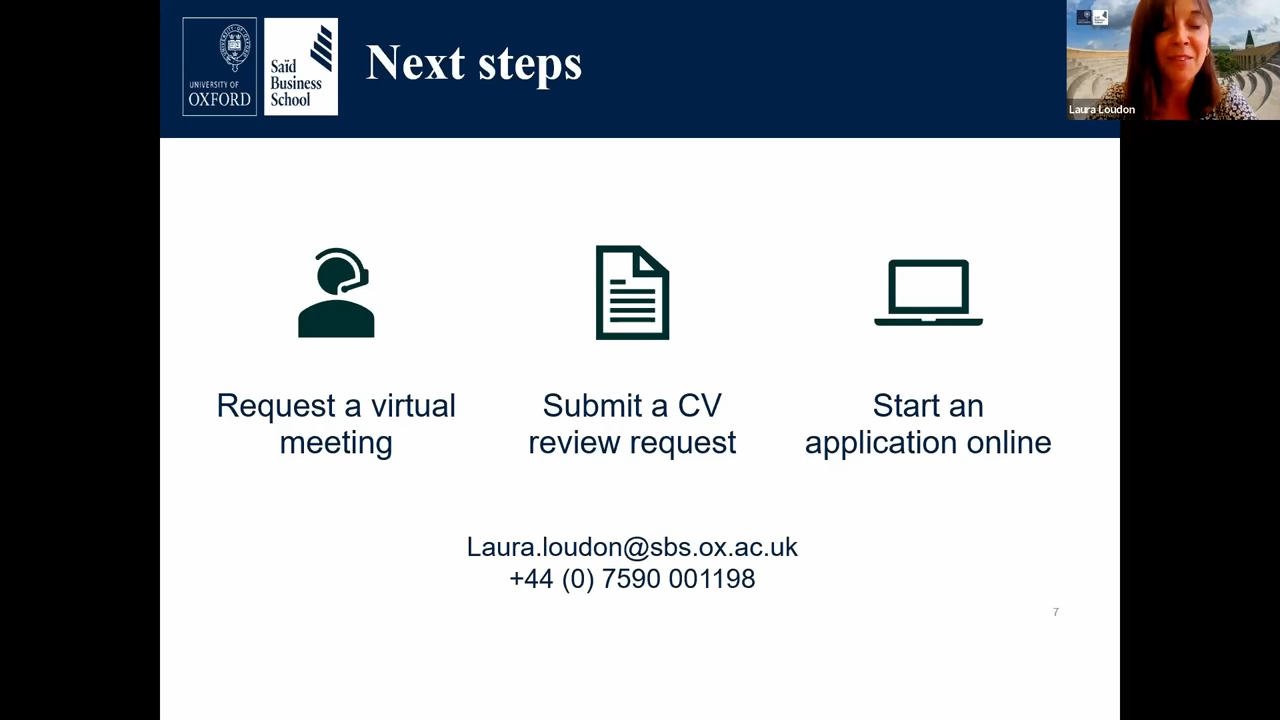 UNIVERSITY OF
OXFORD
Saïd
Business
School
Next steps
Laura Loudon
Request a virtual
meeting
Submit a CV
review request
Start an
application online
Laura.loudon@sbs.ox.ac.uk
+44 (0) 7590 001198
7